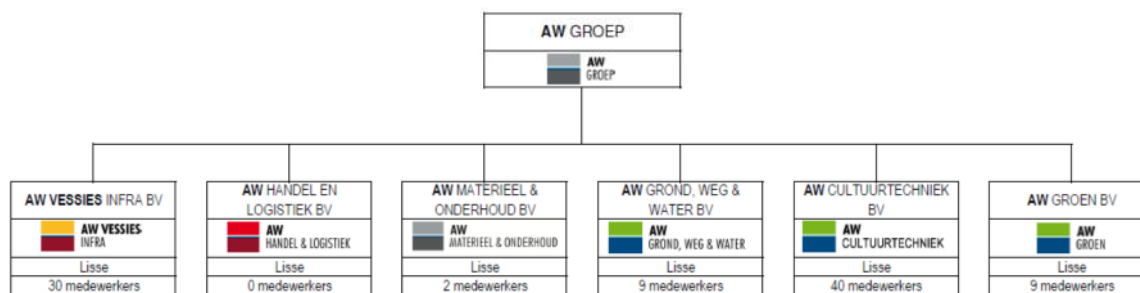 AW GROEP
AW
GROEP
AW VESSIES INFRA BV
AW VESSIES
INFRA
Lisse
30 medewerkers
AW HANDEL EN
LOGISTIEK BV
AW
HANDEL & LOGISTIEK
Lisse
0 medewerkers
AW MATERIEEL &
ONDERHOUD BV
AW
MATERIEEL & ONDERHOUD
Lisse
2 medewerkers
AW GROND, WEG &
WATER BV
AW
GROND, WEG & WATER
Lisse
9 medewerkers
AW CULTUURTECHNIEK
BV
AW
CULTUURTECHNIEK
Lisse
40 medewerkers
AW GROEN BV
AW
GROEN
Lisse
9 medewerkers